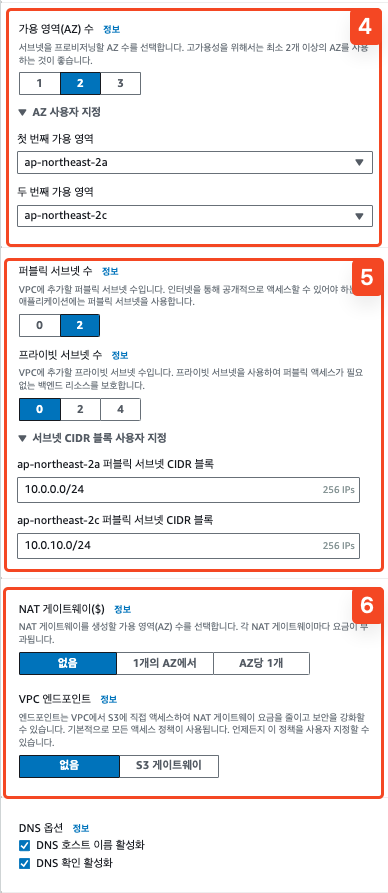 4
가용 영역(AZ) 수 정보
서브넷을 프로비저닝할 AZ 수를 선택합니다. 고가용성을 위해서는 최소 2개 이상의 AZ를 사용
하는 것이 좋습니다.
1 2 3
▼ AZ 사용자 지정
첫 번째 가용 영역
ap-northeast-2a
두 번째 가용 영역
ap-northeast-2c
5
퍼블릭 서브넷 수 정보
VPC에 추가할 퍼블릭 서브넷 수입니다. 인터넷을 통해 공개적으로 액세스할 수 있어야 하는
애플리케이션에는 퍼블릭 서브넷을 사용합니다.
0 2
프라이빗 서브넷 수 정보
VPC에 추가할 프라이빗 서브넷 수입니다. 프라이빗 서브넷을 사용하여 퍼블릭 액세스가 필요
없는 백엔드 리소스를 보호합니다.
0 2 4
▼ 서브넷 CIDR 블록 사용자 지정
ap-northeast-2a 퍼블릭 서브넷 CIDR 블록
10.0.0.0/24 256 IPs
ap-northeast-2c 퍼블릭 서브넷 CIDR 블록
10.0.10.0/24 256 IPs
6
NAT 게이트웨이($) 정보
NAT 게이트웨이를 생성할 가용 영역(AZ) 수를 선택합니다. 각 NAT 게이트웨이마다 요금이 부
과됩니다.
없음 1개의 AZ에서 AZ당 1개
VPC 엔드포인트 정보
엔드포인트는 VPC에서 S3에 직접 액세스하여 NAT 게이트웨이 요금을 줄이고 보안을 강화할
수 있습니다. 기본적으로 모든 액세스 정책이 사용됩니다. 언제든지 이 정책을 사용자 지정할 수
있습니다.
없음 S3 게이트웨이
DNS 옵션 정보
DNS 호스트 이름 활성화
DNS 확인 활성화